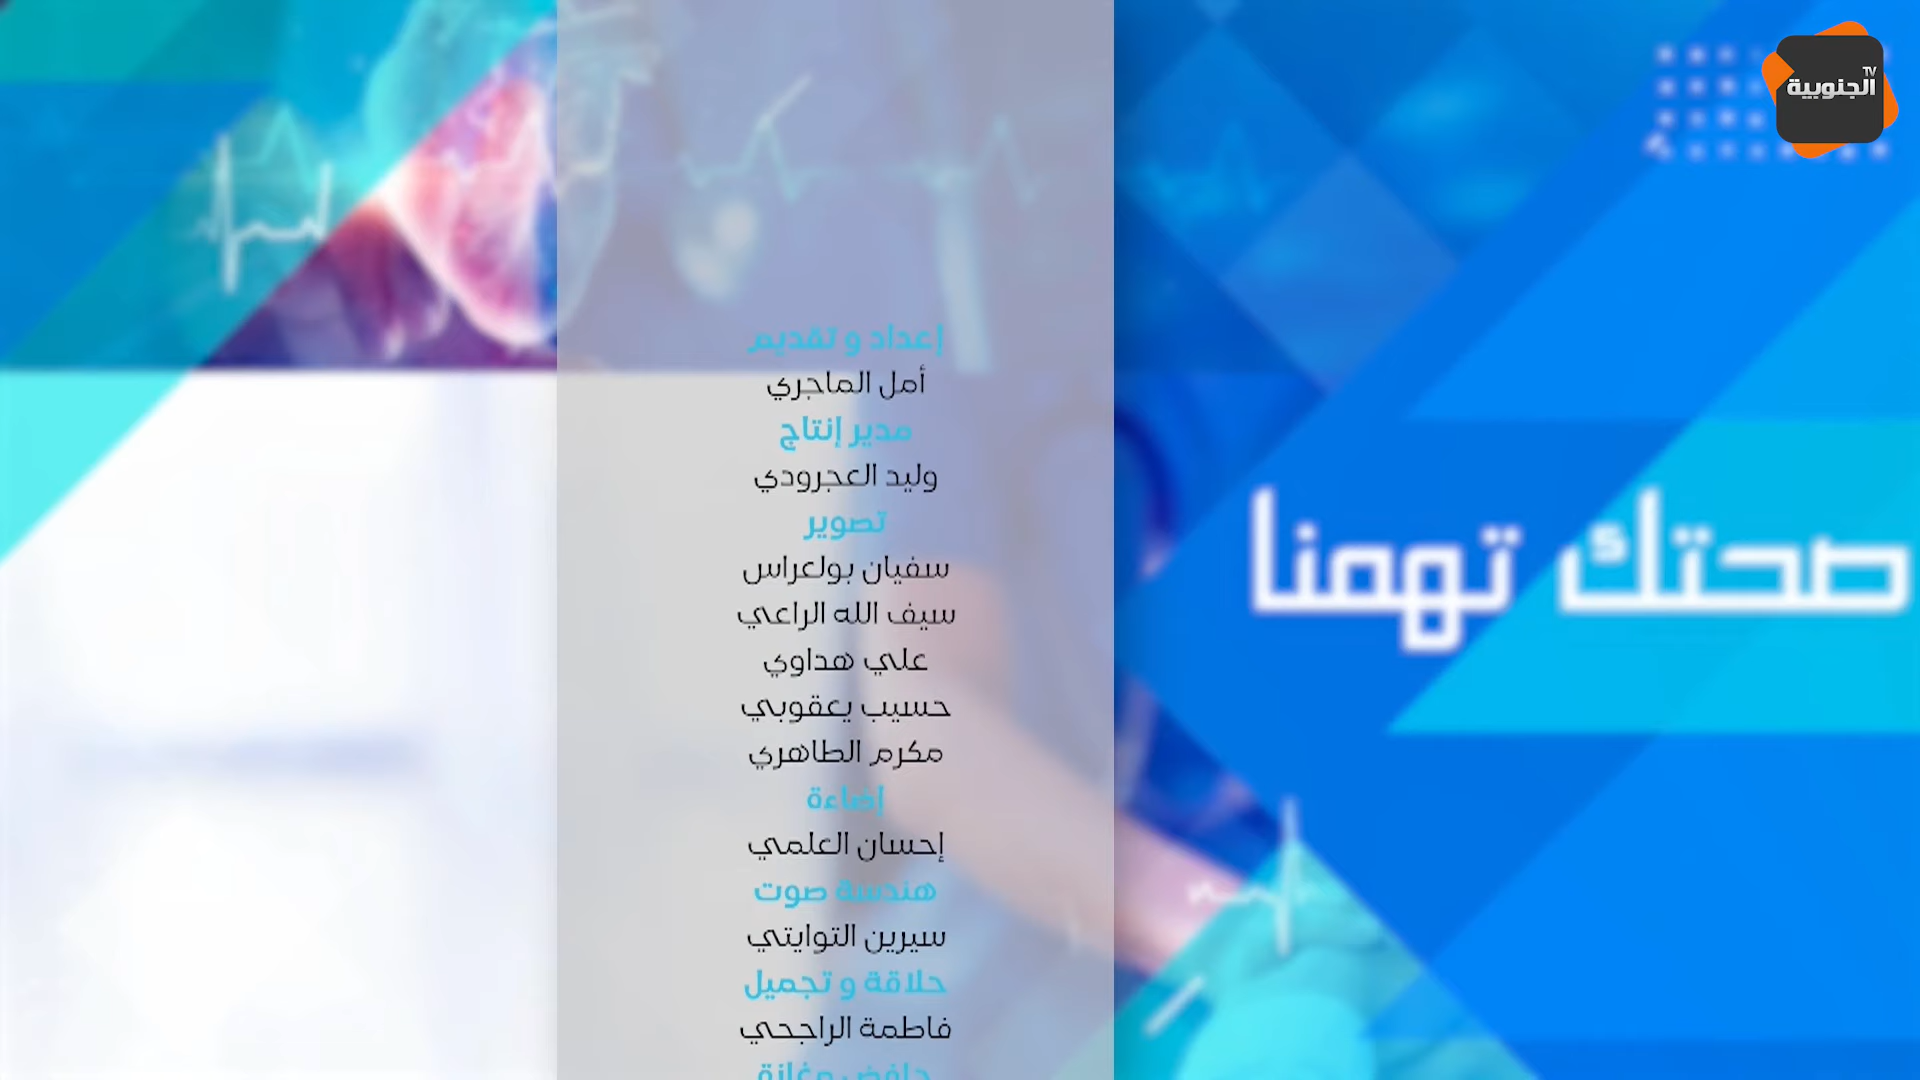 TV
الجنوبية
صحتك تهمنا
إعداد و تقديم
أمل الماجري
مدير إنتاج
وليد العجرودي
تصوير
سفيان بولعراس
سيف الله الراعي
علي هداوي
حسيب يعقوبي
مكرم الطاهري
إضاءة
إحسان العلمي
هندسة صوت
سيرين التوايتي
حلاقة و تجميل
فاطمة الراجحي